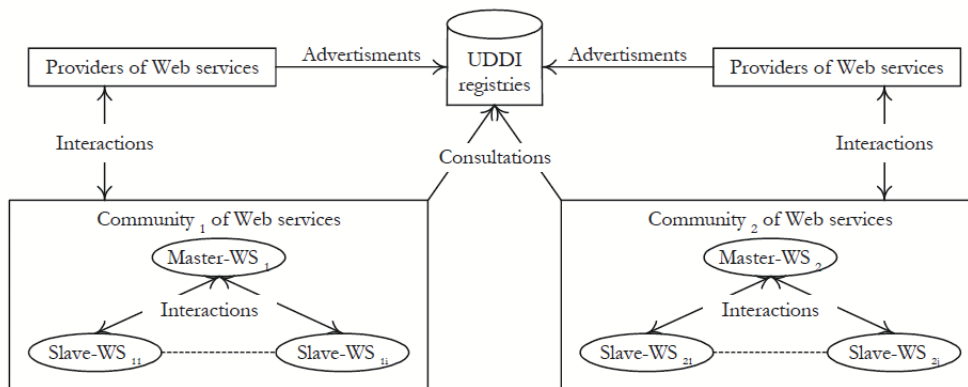 Providers of Web services
Advertisments
UDDI
registries
Advertisments
Providers of Web services
Interactions
Consultations
Interactions
Community 1 of Web services
Master-WS 1
Interactions
Slave-WS 11
Slave-WS 1i
Community 2 of Web services
Master-WS 2
Interactions
Slave-WS 21
Slave-WS 2j